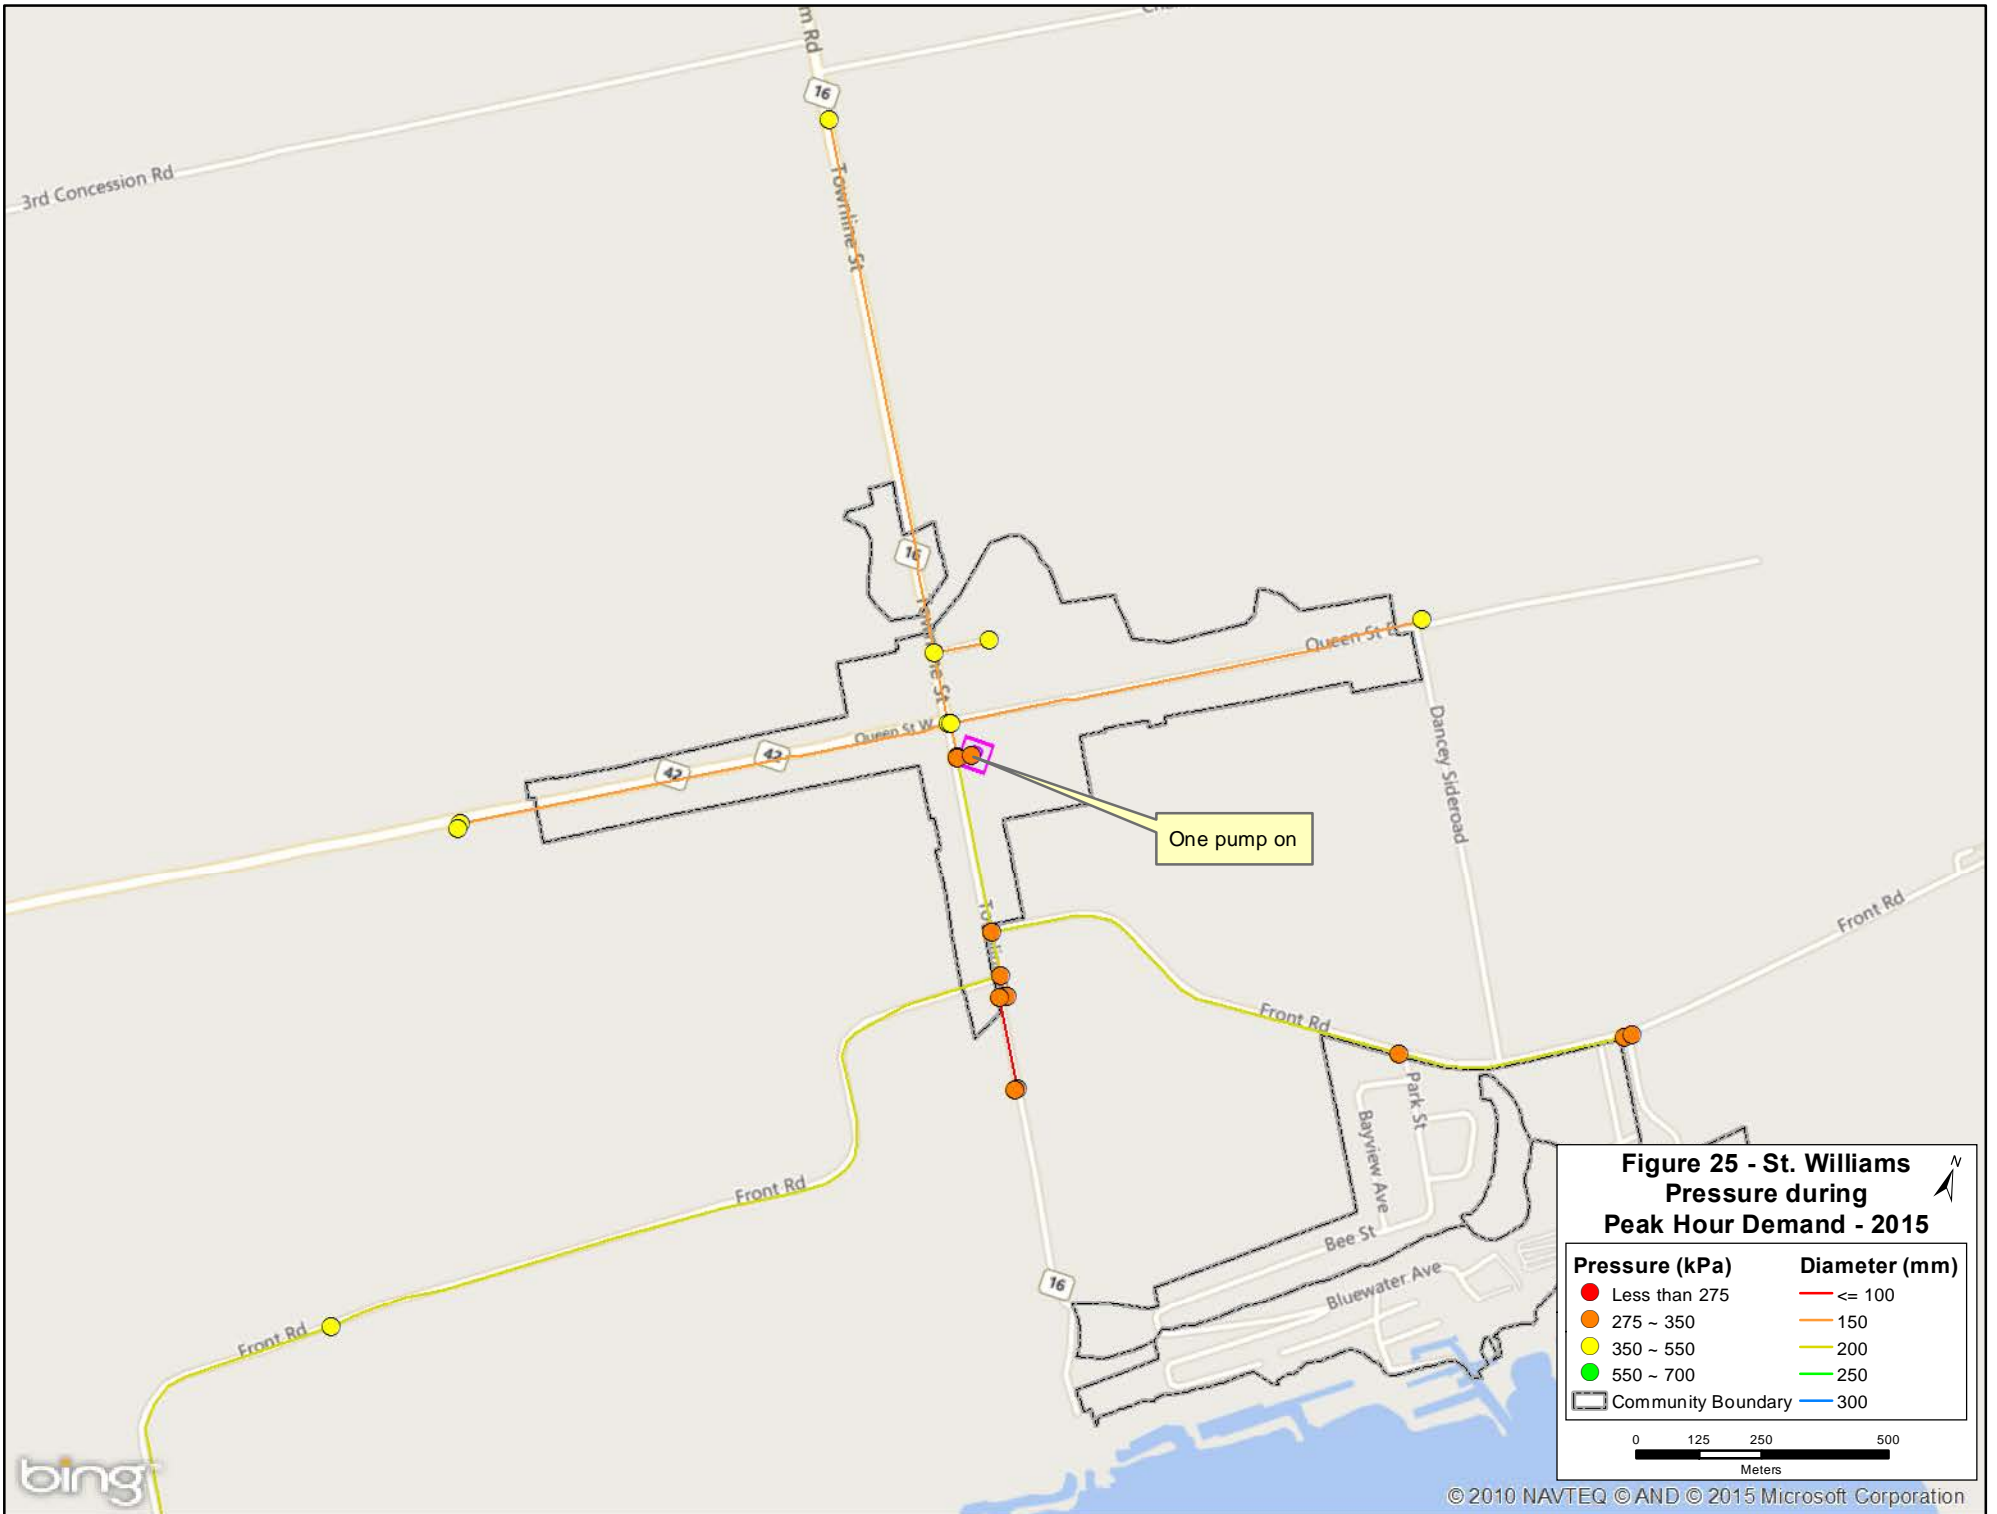 16
3rd Concession Rd
Townline St
16
Queen St E
Queen St W
42
42
Dancey Sideroad
One pump on
Front Rd
Front Rd
Park St
Bayview Ave
Front Rd
Bee St
16
Bluewater Ave
Front Rd
Figure 25 - St. Williams
Pressure during
Peak Hour Demand - 2015
N
Pressure (kPa)
Less than 275
275 ~ 350
350 ~ 550
550 ~ 700
Community Boundary
Diameter (mm)
<= 100
150
200
250
300
0 125 250 500
Meters
bing
© 2010 NAVTEQ © AND © 2015 Microsoft Corporation